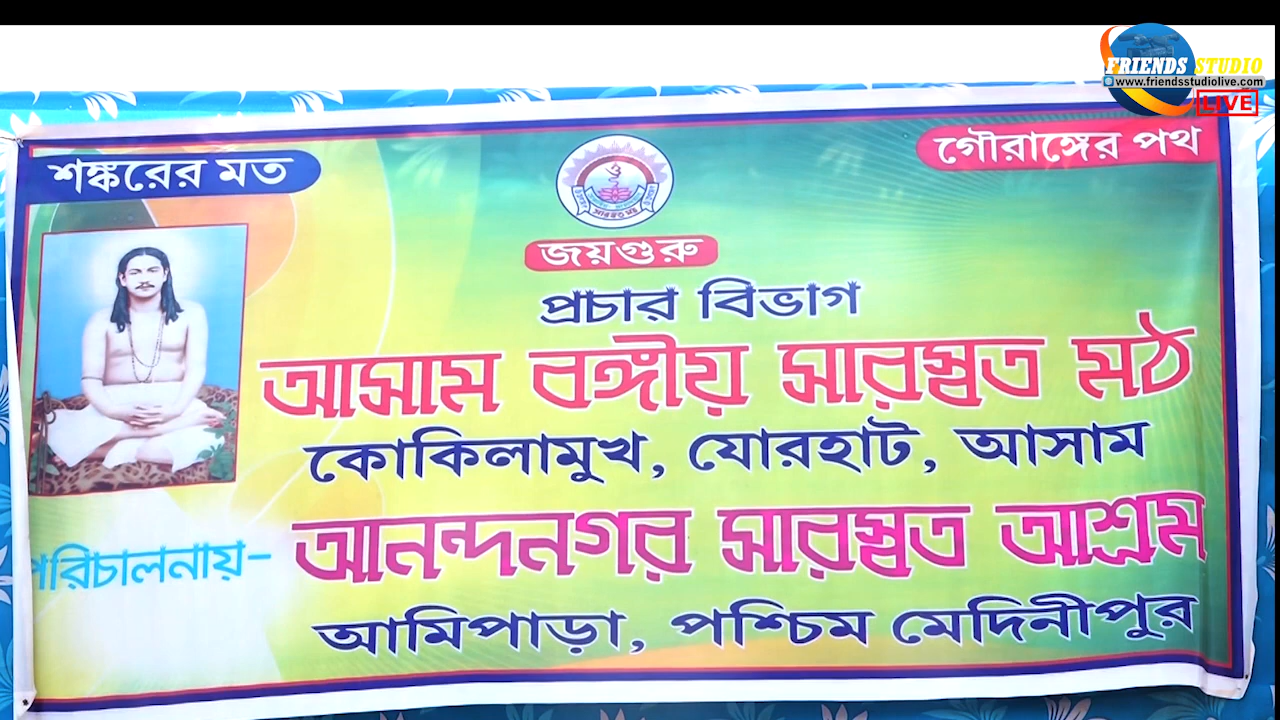 FRIENDS STUDIO
www.friendsstudiolive.com
LIVE
শঙ্করের মত
গৌরাঙ্গের পথ
জয়গুরু
প্রচার বিভাগ
আসাম বঙ্গীয় সারস্বত মঠ
কোকিলামুখ, যোরহাট, আসাম
পরিচালনায়- আনন্দনগর সারস্বত আশ্রম
আমিপাড়া, পশ্চিম মেদিনীপুর